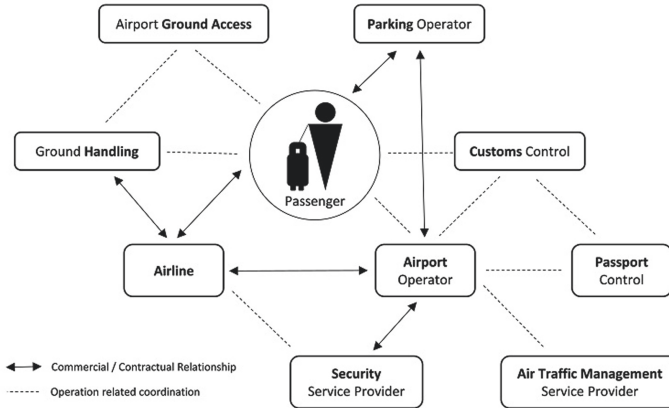 Airport Ground Access
Parking Operator
Ground Handling
Passenger
Customs Control
Airline
Airport
Operator
Passport
Control
Commercial / Contractual Relationship
Operation related coordination
Security
Service Provider
Air Traffic Management
Service Provider